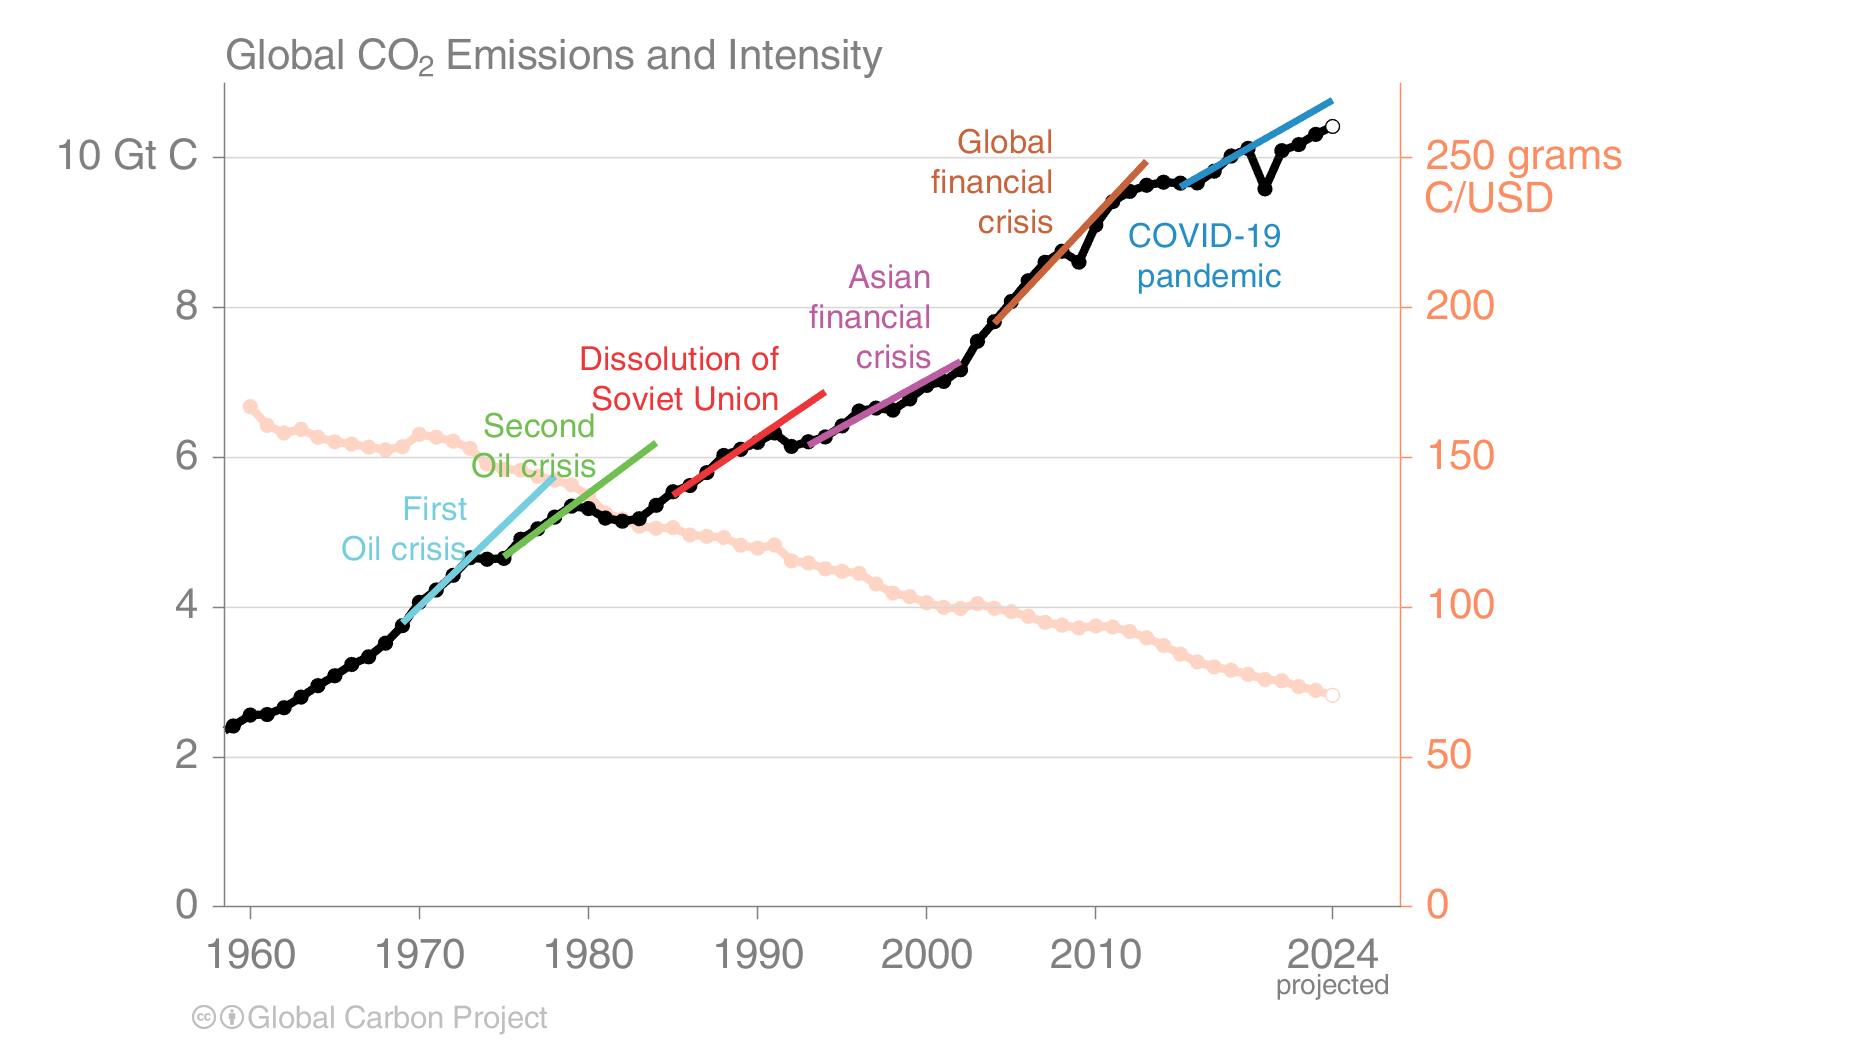 Global CO₂ Emissions and Intensity
10 Gt C
8
6
4
2
0
250 grams
C/USD
200
150
100
50
0
Global
financial
crisis
COVID-19
pandemic
Asian
financial
crisis
Dissolution of
Soviet Union
Second
Oil crisis
First
Oil crisis
1960 1970 1980 1990 2000 2010 2024
projected
cc Global Carbon Project